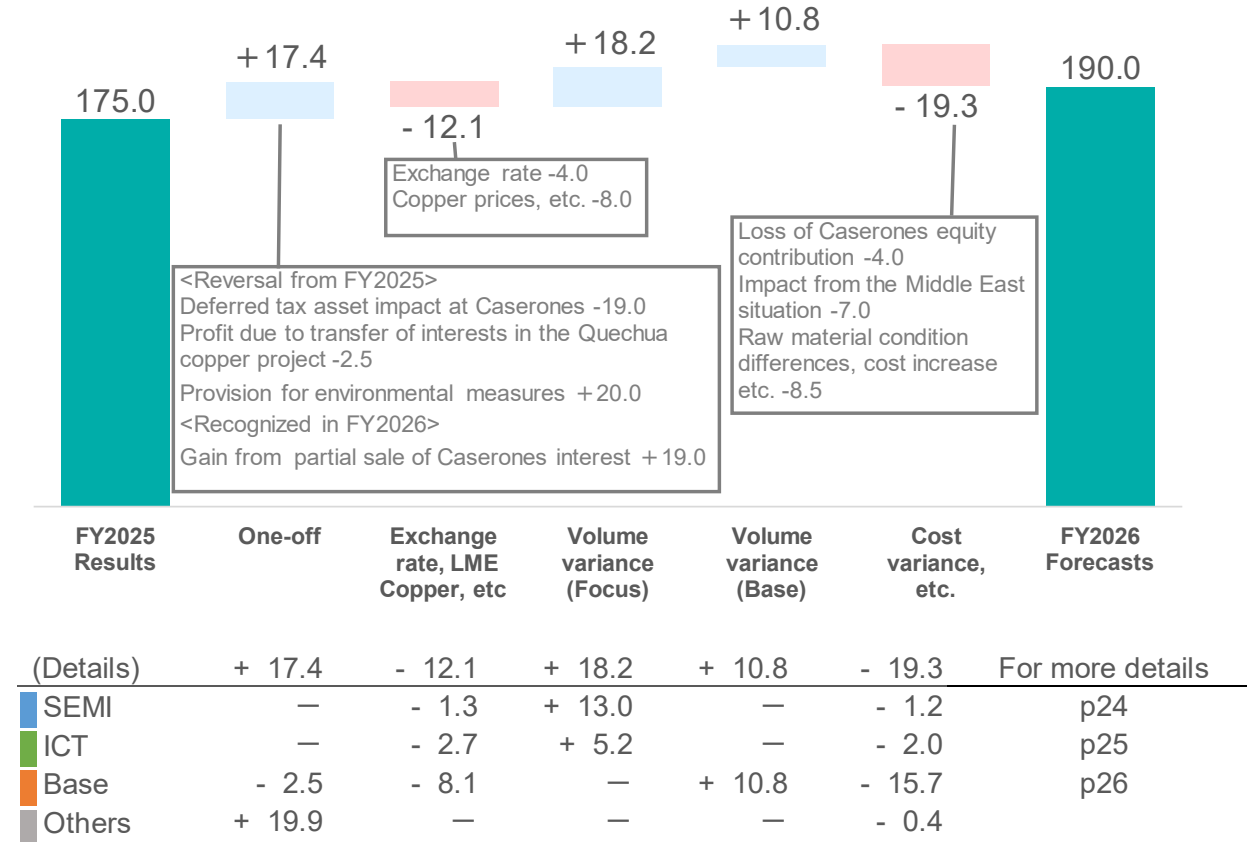 175.0
＋17.4
- 12.1
＋18.2
＋10.8
- 19.3
190.0
Exchange rate -4.0
Copper prices, etc. -8.0
<Reversal from FY2025>
Deferred tax asset impact at Caserones -19.0
Profit due to transfer of interests in the Quechua
copper project -2.5
Provision for environmental measures ＋20.0
<Recognized in FY2026>
Gain from partial sale of Caserones interest ＋19.0
Loss of Caserones equity
contribution -4.0
Impact from the Middle East
situation -7.0
Raw material condition
differences, cost increase
etc. -8.5
FY2025
Results
One-off
Exchange
rate, LME
Copper, etc
Volume
variance
(Focus)
Volume
variance
(Base)
Cost
variance,
etc.
FY2026
Forecasts
(Details) + 17.4 - 12.1 + 18.2 + 10.8 - 19.3 For more details
SEMI － - 1.3 + 13.0 － - 1.2 p24
ICT － - 2.7 + 5.2 － - 2.0 p25
Base - 2.5 - 8.1 － + 10.8 - 15.7 p26
Others + 19.9 － － － - 0.4